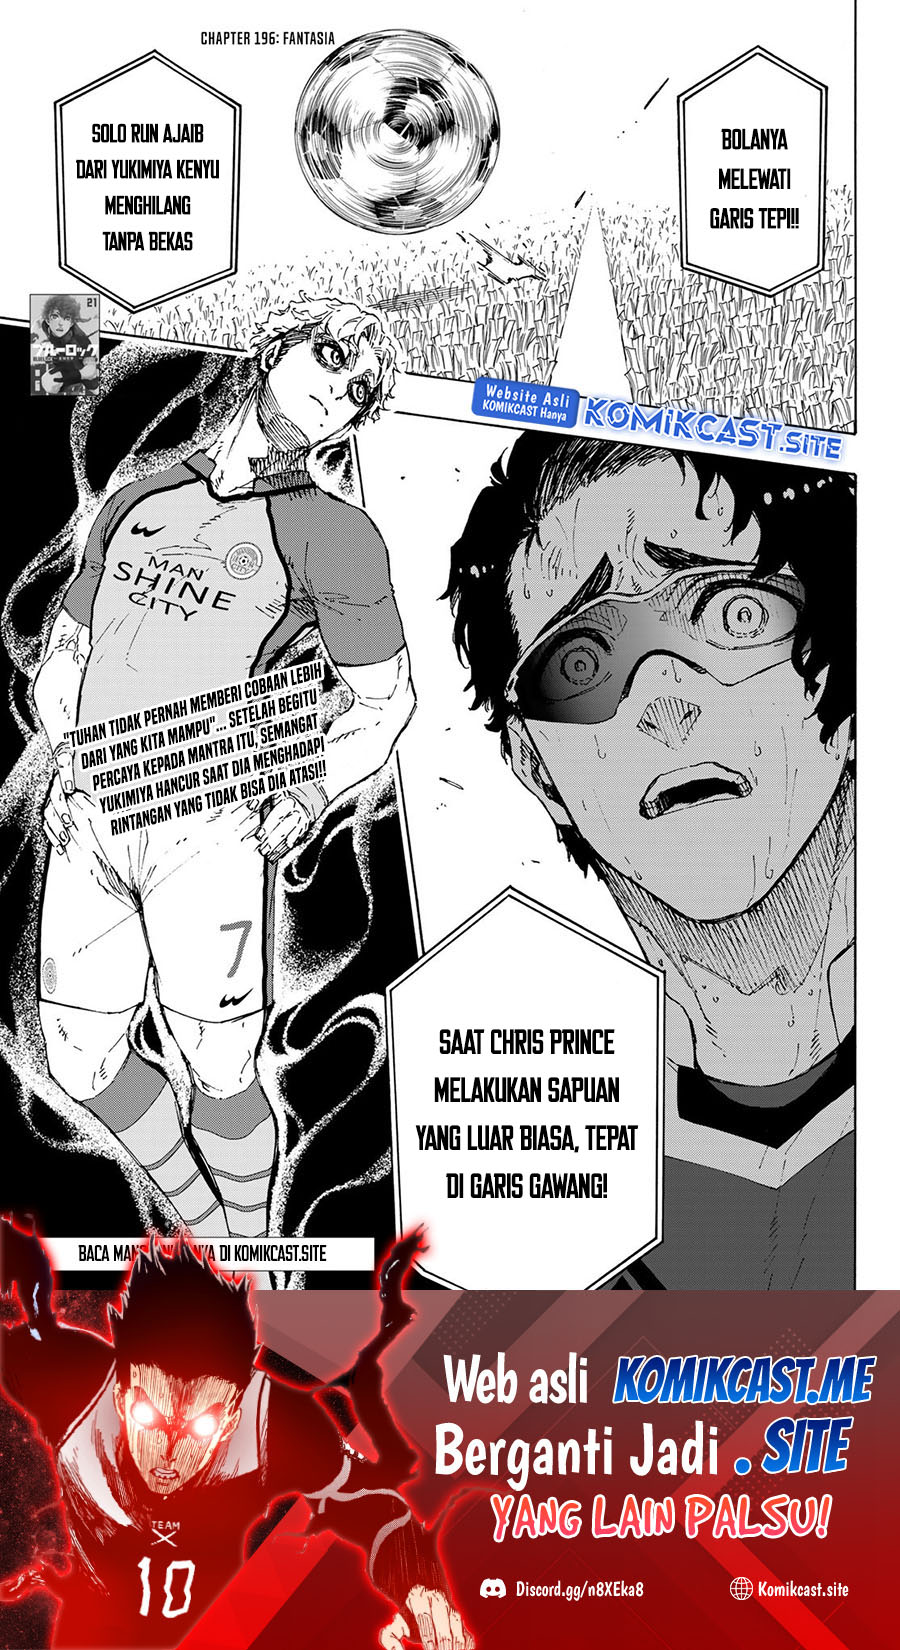 CHAPTER 196: FANTASIA
BOLANYA
MELEWATI
GARIS TEPI!!
SOLO RUN AJAIB
DARI YUKIMIYA KENYU
MENGHILANG
TANPA BEKAS
21
Website Asli
KOMIKCAST Hanya
KOMIKCAST.SITE
MAN
SHINE
CITY
"TUHAN TIDAK PERNAH MEMBERI COBAAN LEBIH
DARI YANG KITA MAMPU"... SETELAH BEGITU
PERCAYA KEPADA MANTRA ITU, SEMANGAT
YUKIMIYA HANCUR SAAT DIA MENGHADAPI
RINTANGAN YANG TIDAK BISA DIA ATASI!!
7
SAAT CHRIS PRINCE
MELAKUKAN SAPUAN
YANG LUAR BIASA, TEPAT
DI GARIS GAWANG!
BACA DI KOMIKCAST.SITE
Web asli KOMIKCAST.ME
Berganti Jadi .SITE
YANG LAIN PALSU!
TEAM
X
10
Discord.gg/n8XEka8
Komikcast.site